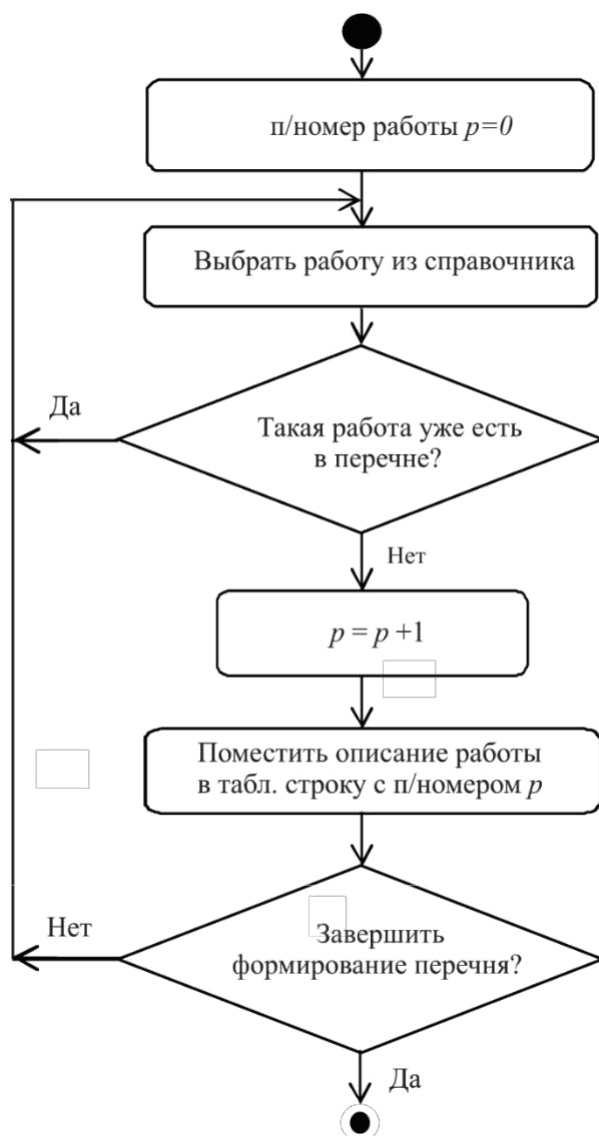 п/номер работы p=0
Выбрать работу из справочника
Да
Такая работа уже есть
в перечне?
Нет
p = p +1
Поместить описание работы
в табл. строку с п/номером p
Нет
Завершить
формирование перечня?
Да